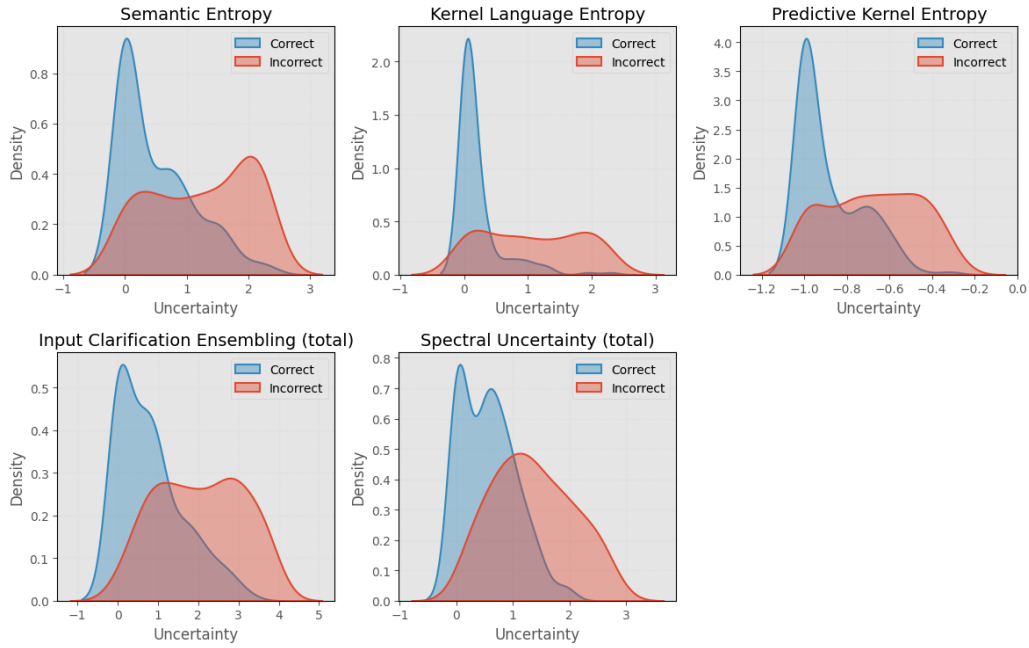 Semantic Entropy
Correct
Incorrect
Density
0.8
0.6
0.4
0.2
0.0
−1
0
1
2
3
Uncertainty
Kernel Language Entropy
Correct
Incorrect
Density
2.0
1.5
1.0
0.5
0.0
−1
0
1
2
3
Uncertainty
Predictive Kernel Entropy
Correct
Incorrect
Density
4.0
3.5
3.0
2.5
2.0
1.5
1.0
0.5
0.0
−1.2
−1.0
−0.8
−0.6
−0.4
−0.2
0.0
Uncertainty
Input Clarification Ensembling (total)
Correct
Incorrect
Density
0.5
0.4
0.3
0.2
0.1
0.0
−1
0
1
2
3
4
5
Uncertainty
Spectral Uncertainty (total)
Correct
Incorrect
Density
0.8
0.7
0.6
0.5
0.4
0.3
0.2
0.1
0.0
−1
0
1
2
3
Uncertainty